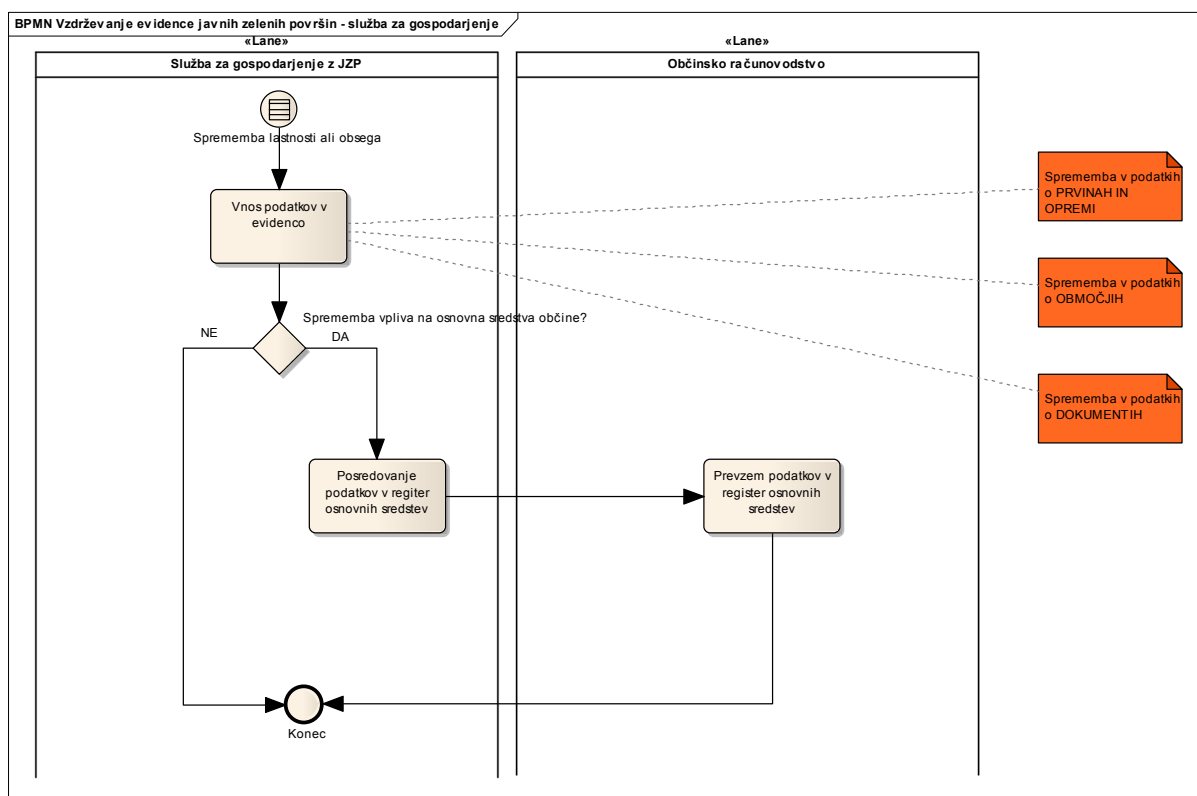 BPMN Vzdrževanje evidence javnih zelenih površin - služba za gospodarjenje
«Lane»
«Lane»
Služba za gospodarjenje z JZP
Občinsko računovodstvo
Sprememba lastnosti ali obsega
Vnos podatkov v
evidenco
Sprememba v podatkih
o PRVINAH IN
OPREMI
Sprememba v podatkih
o OBMOČJIH
Sprememba vpliva na osnovna sredstva občine?
NE
DA
Sprememba v podatkih
o DOKUMENTIH
Posredovanje
podatkov v regiter
osnovnih sredstev
Prevzem podatkov v
register osnovnih
sredstev
Konec